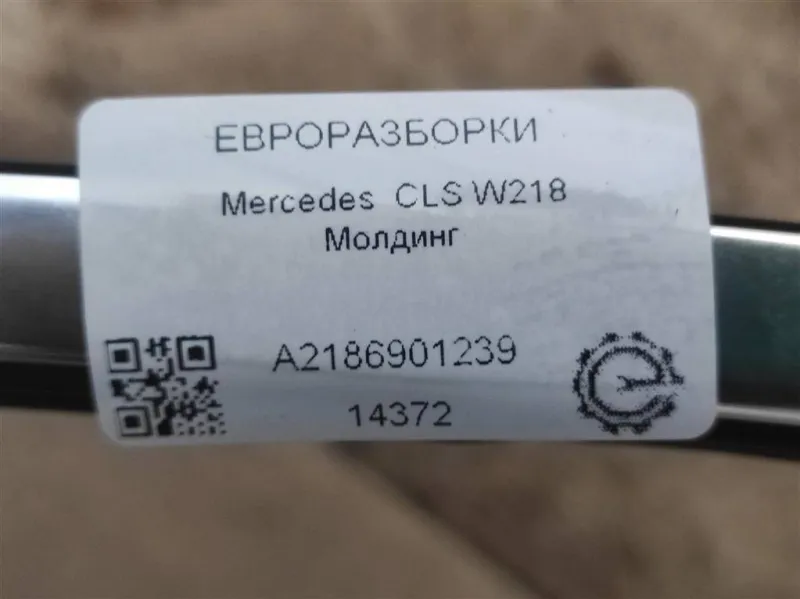 ЕВРОРАЗБОРКИ
Mercedes CLS W218
Молдинг
A2186901239
14372